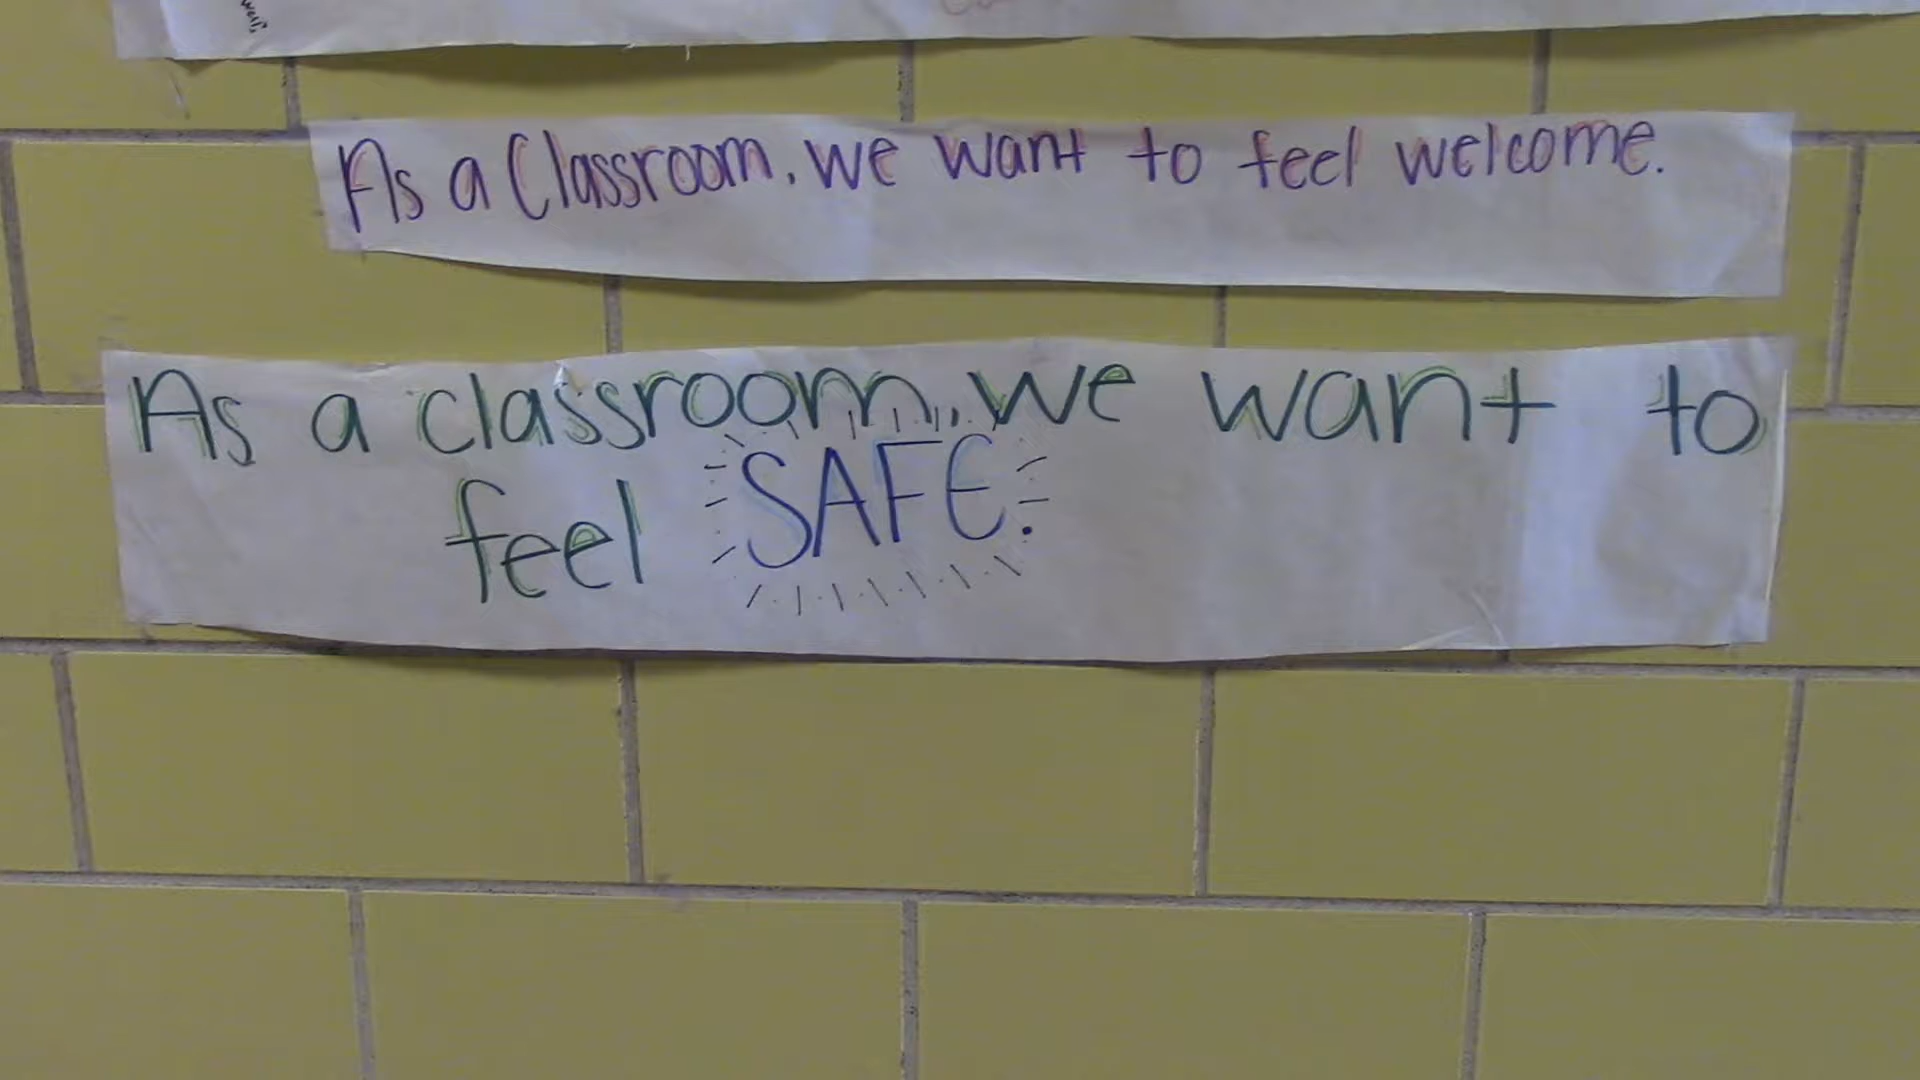 As a Classroom, we want to feel welcome.
As a classroom, we want to
feel SAFE.